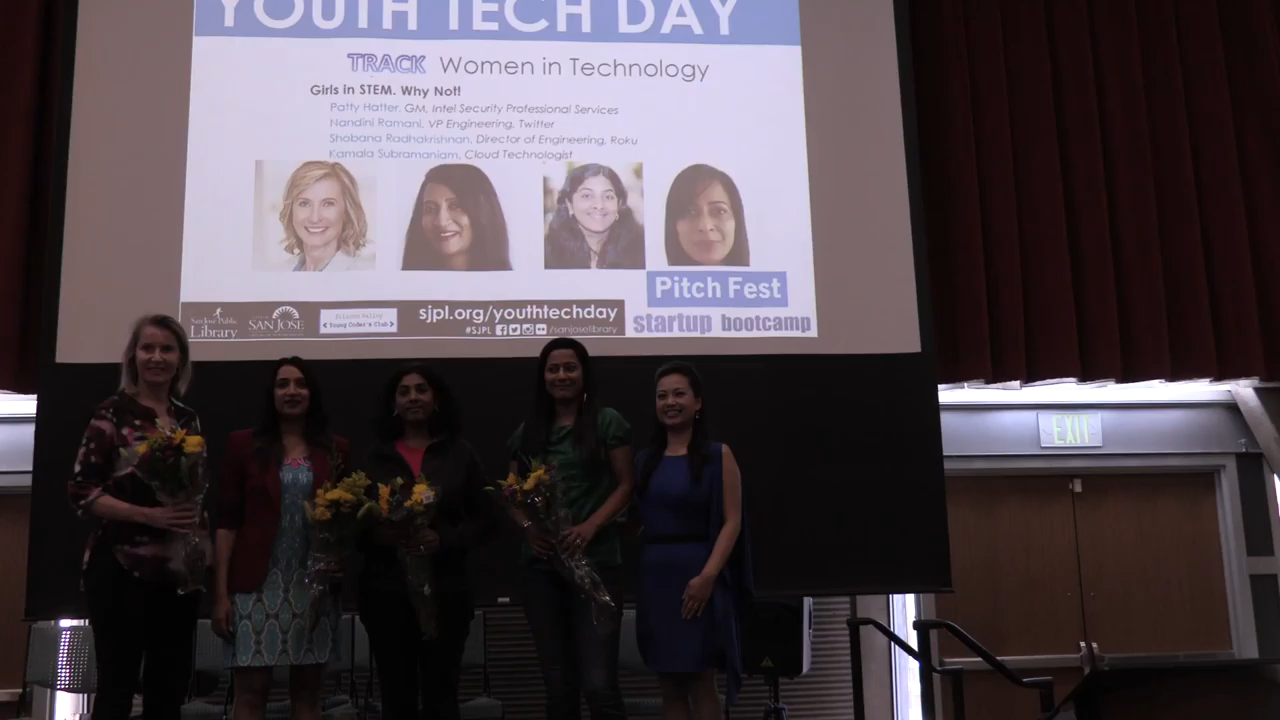 YOUTH TECH DAY
TRACK Women in Technology
Girls in STEM. Why Not!
Patty Hatter, GM, Intel Security Professional Services
Nandini Ramani, VP Engineering, Twitter
Shobana Radhakrishnan, Director of Engineering, Roku
Kamala Subramaniam, Cloud Technologist
Pitch Fest
startup bootcamp
San José Public
Library
SAN JOSE
Silicon Valley
<Young Coder's Club>
sjpl.org/youthtechday
#SJPL /sanjoselibrary
EXIT